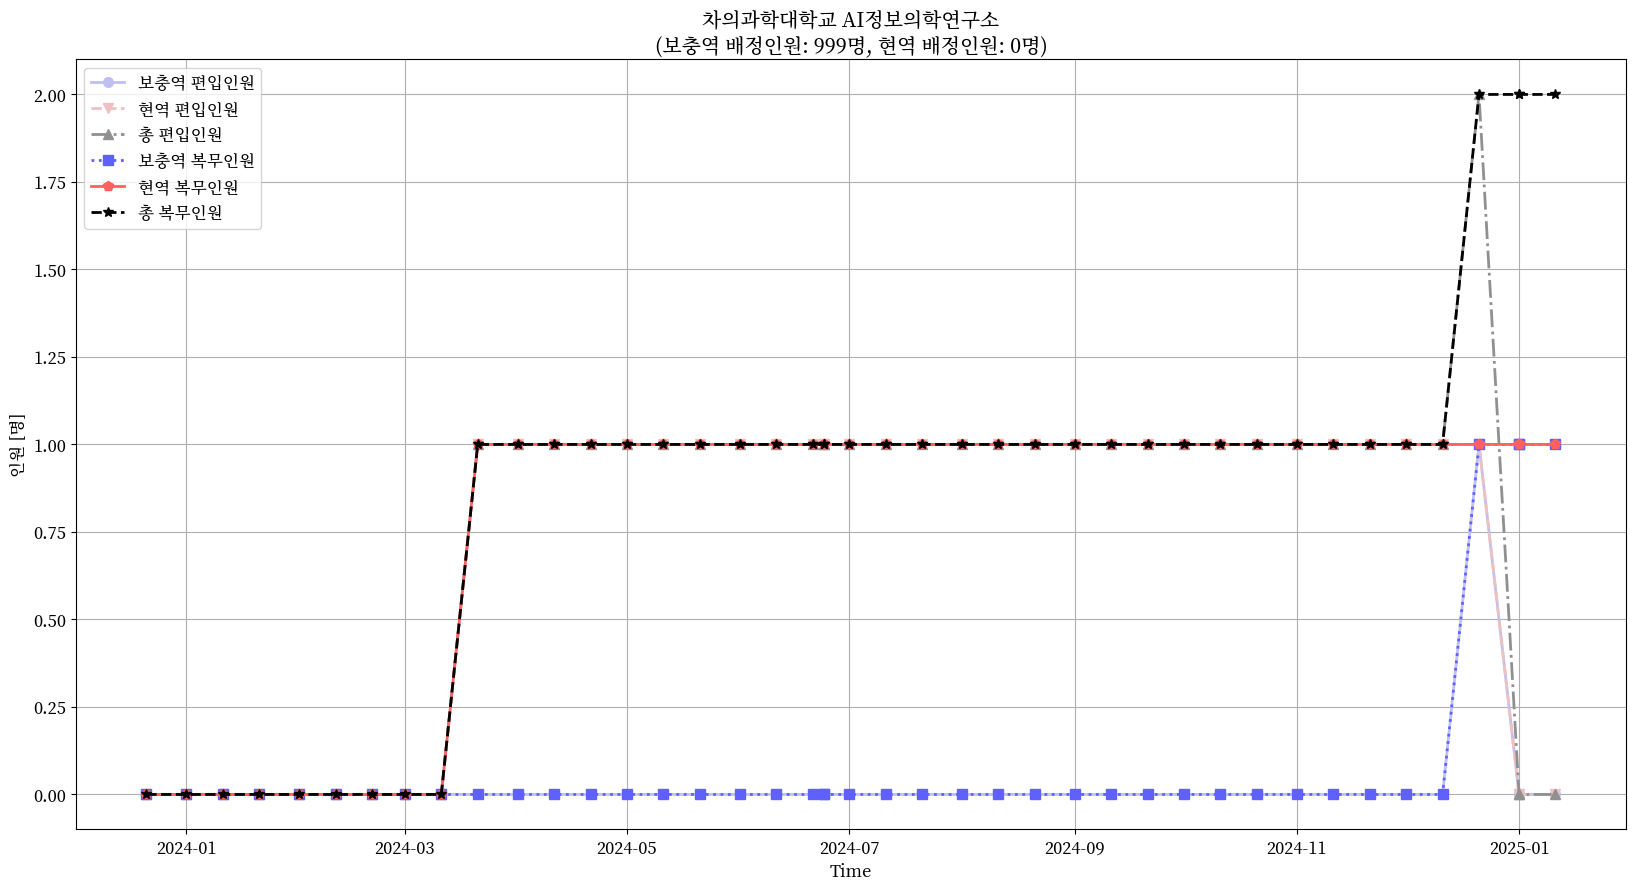 차의과학대학교 AI정보의학연구소
(보충역 배정인원: 999명, 현역 배정인원: 0명)
보충역 편입인원
현역 편입인원
총 편입인원
보충역 복무인원
현역 복무인원
총 복무인원
2.00
1.75
1.50
1.25
1.00
0.75
0.50
0.25
0.00
인원 [명]
2024-01
2024-03
2024-05
2024-07
2024-09
2024-11
2025-01
Time